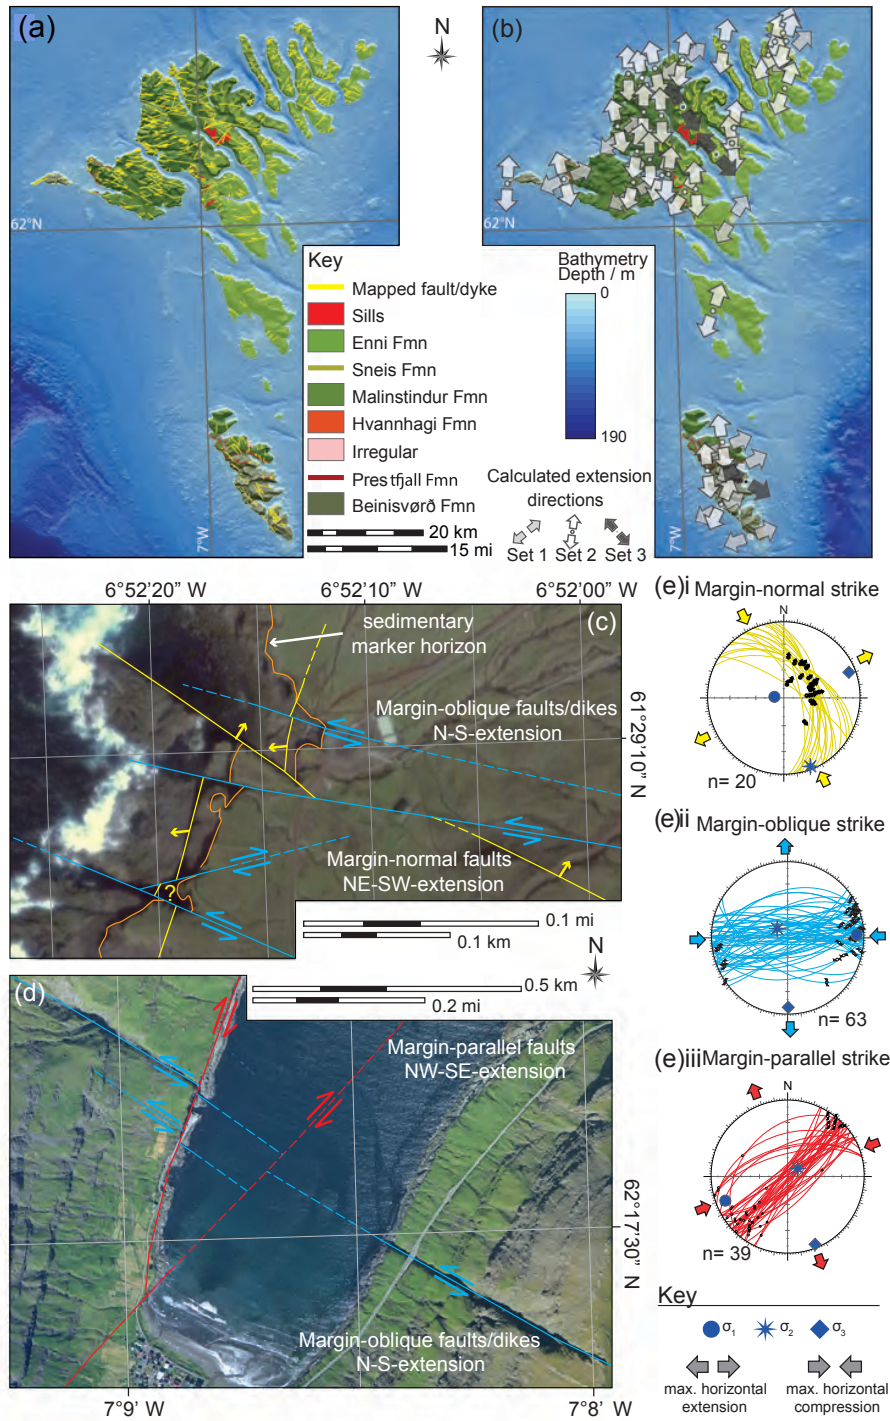 (a)
N
(b)
62°N
62°N
7°W
7°W
Key
Mapped fault/dyke
Sills
Enni Fmn
Sneis Fmn
Malinstindur Fmn
Hvannhagi Fmn
Irregular
Prestfjall Fmn
Beinisvørð Fmn
20 km
15 mi
Bathymetry
Depth / m
0
190
Calculated extension
directions
Set 1
Set 2
Set 3
6°52'20" W
6°52'10" W
6°52'00" W
(c)
sedimentary
marker horizon
Margin-oblique faults/dikes
N-S-extension
61°29'10" N
Margin-normal faults
NE-SW-extension
?
0.1 mi
0.1 km
N
(d)
0.5 km
0.2 mi
Margin-parallel faults
NW-SE-extension
62°17'30" N
Margin-oblique faults/dikes
N-S-extension
7°9' W
7°8' W
(e)i Margin-normal strike
N
n= 20
(e)ii Margin-oblique strike
n= 63
(e)iii Margin-parallel strike
N
n= 39
Key
σ1
σ2
σ3
max. horizontal
extension
max. horizontal
compression